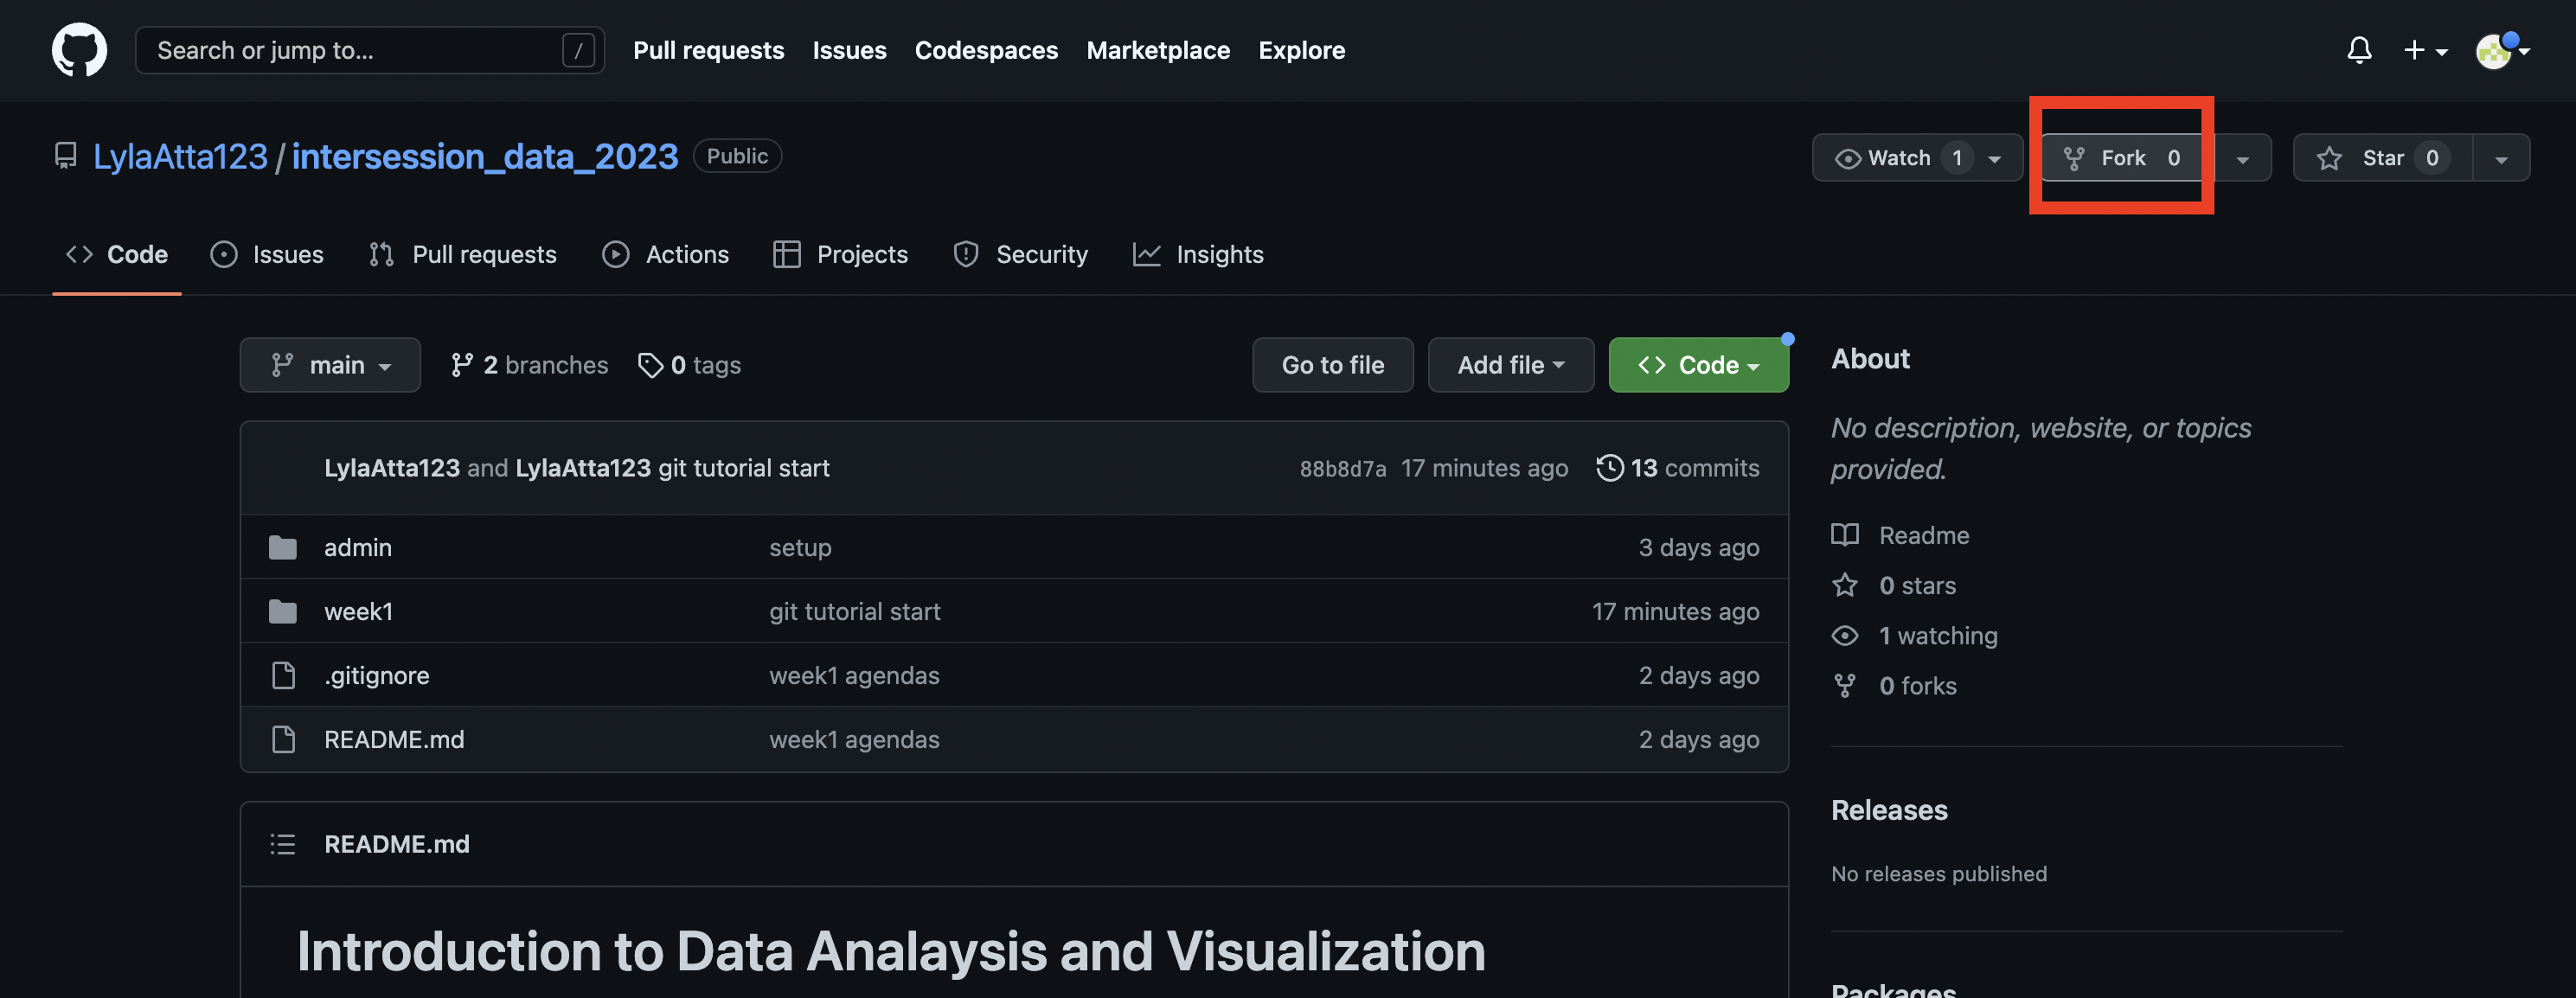 Search or jump to... / Pull requests Issues Codespaces Marketplace Explore
LylaAtta123 / intersession_data_2023 Public Watch 1 Fork 0 Star 0
Code Issues Pull requests Actions Projects Security Insights
main 2 branches 0 tags Go to file Add file Code
LylaAtta123 and LylaAtta123 git tutorial start 88b8d7a 17 minutes ago 13 commits
admin setup 3 days ago
week1 git tutorial start 17 minutes ago
.gitignore week1 agendas 2 days ago
README.md week1 agendas 2 days ago
README.md
Introduction to Data Analaysis and Visualization
About
No description, website, or topics
provided.
Readme
0 stars
1 watching
0 forks
Releases
No releases published
Packages